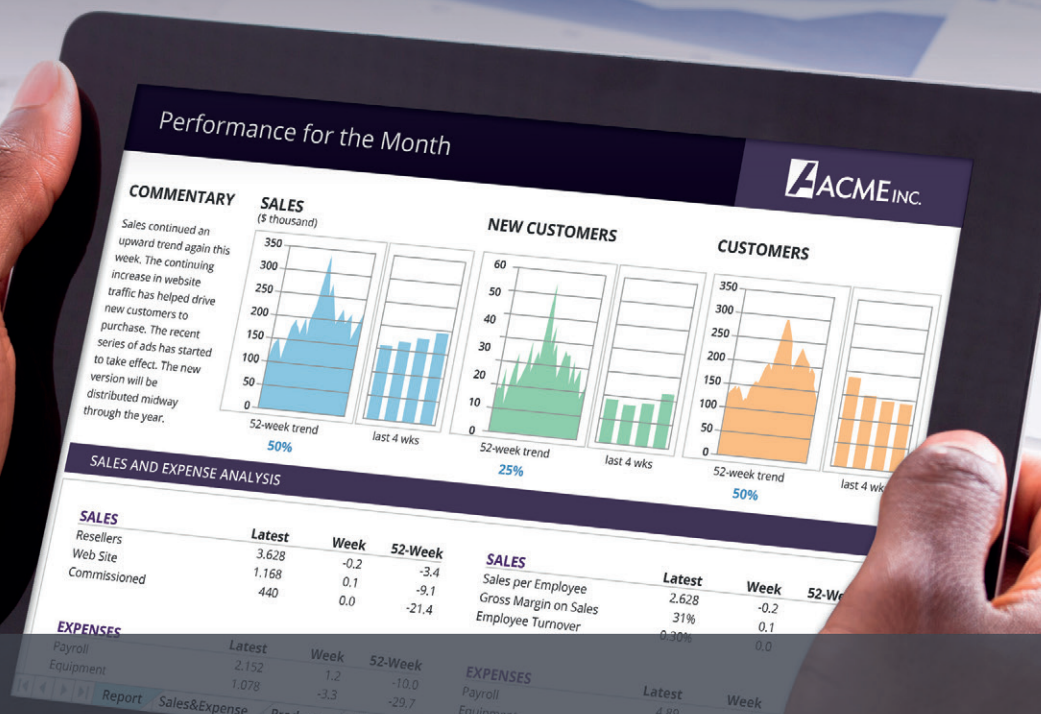 Performance for the Month
ACME INC.
COMMENTARY
Sales continued an
upward trend again this
week. The continuing
increase in website
traffic has helped drive
new customers to
purchase. The recent
series of ads has started
to take effect. The new
version will be
distributed midway
through the year.
SALES
($ thousand)
350
300
250
200
150
100
50
0
52-week trend
50%
last 4 wks
NEW CUSTOMERS
60
50
40
30
20
10
0
52-week trend
25%
last 4 wks
CUSTOMERS
350
300
250
200
150
100
50
0
52-week trend
50%
last 4 wk
SALES AND EXPENSE ANALYSIS
SALES Latest Week 52-Week
Resellers 3.628 -0.2 -3.4
Web Site 1.168 0.1 -9.1
Commissioned 440 0.0 -21.4
SALES Latest Week 52-We
Sales per Employee 2.628 -0.2
Gross Margin on Sales 31% 0.1
Employee Turnover 0.30% 0.0
EXPENSES Latest Week 52-Week
Payroll 2.152 1.2 -10.0
Equipment 1.078 -3.3 -29.7
EXPENSES Latest Week
Payroll 4.80
Report Sales&Expense